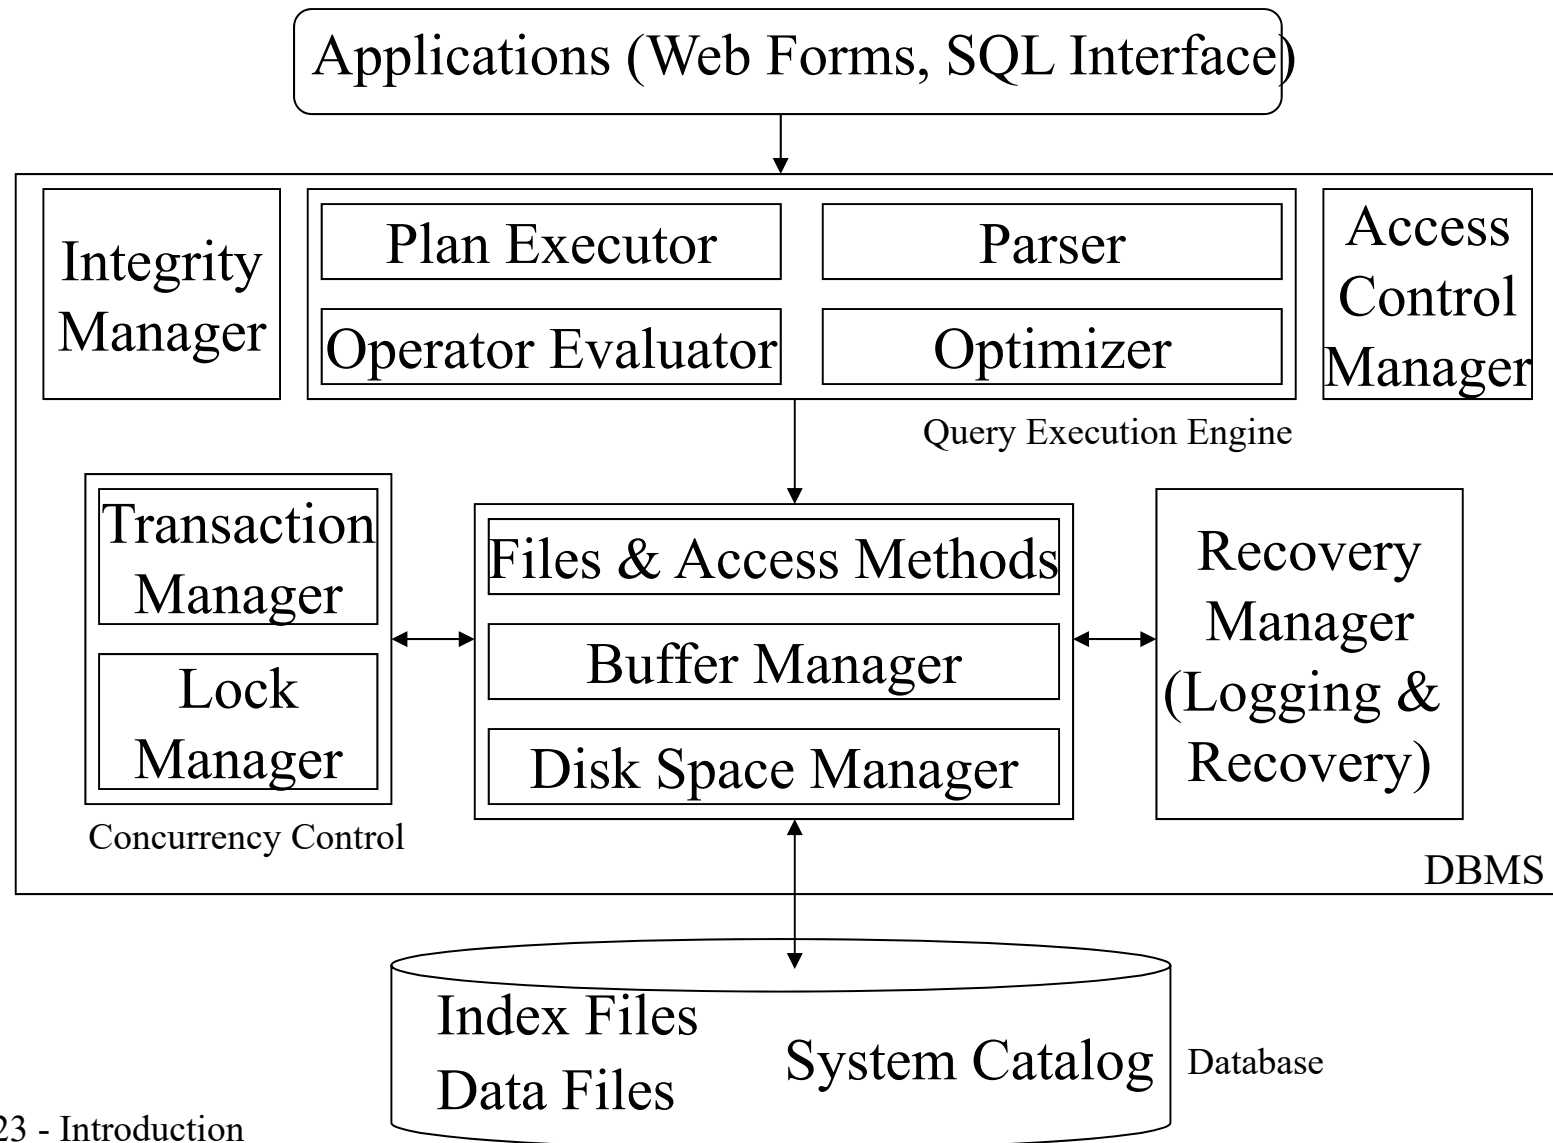 Applications (Web Forms, SQL Interface)
Integrity
Manager
Plan Executor
Parser
Operator Evaluator
Optimizer
Access
Control
Manager
Query Execution Engine
Transaction
Manager
Lock
Manager
Concurrency Control
Files & Access Methods
Buffer Manager
Disk Space Manager
Recovery
Manager
(Logging &
Recovery)
DBMS
Index Files
Data Files
System Catalog
Database
23 - Introduction